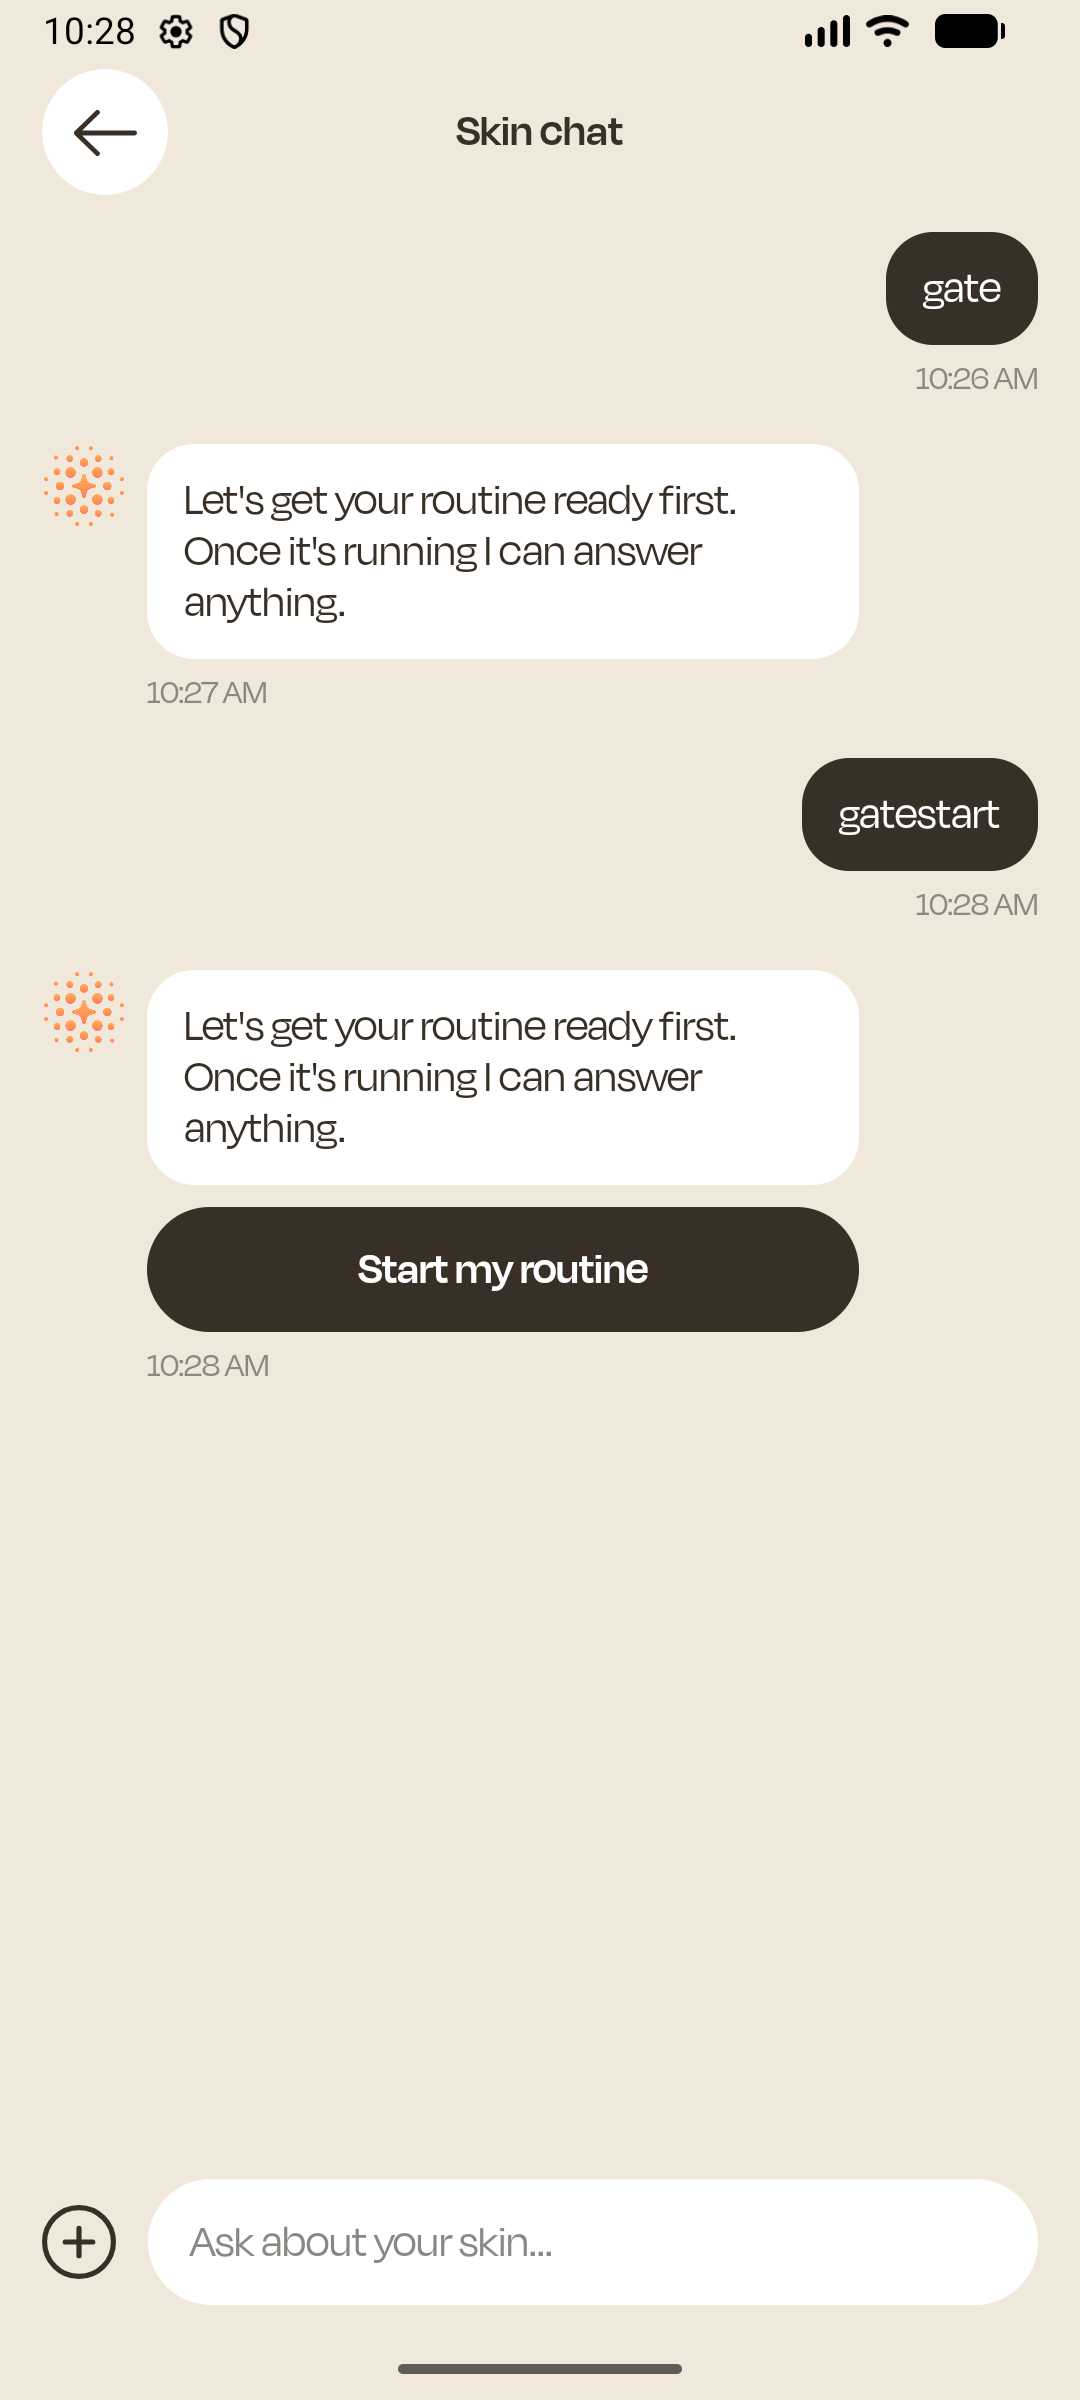 10:28
Skin chat
gate
10:26 AM
Let's get your routine ready first.
Once it's running I can answer
anything.
10:27 AM
gatestart
10:28 AM
Let's get your routine ready first.
Once it's running I can answer
anything.
Start my routine
10:28 AM
Ask about your skin...